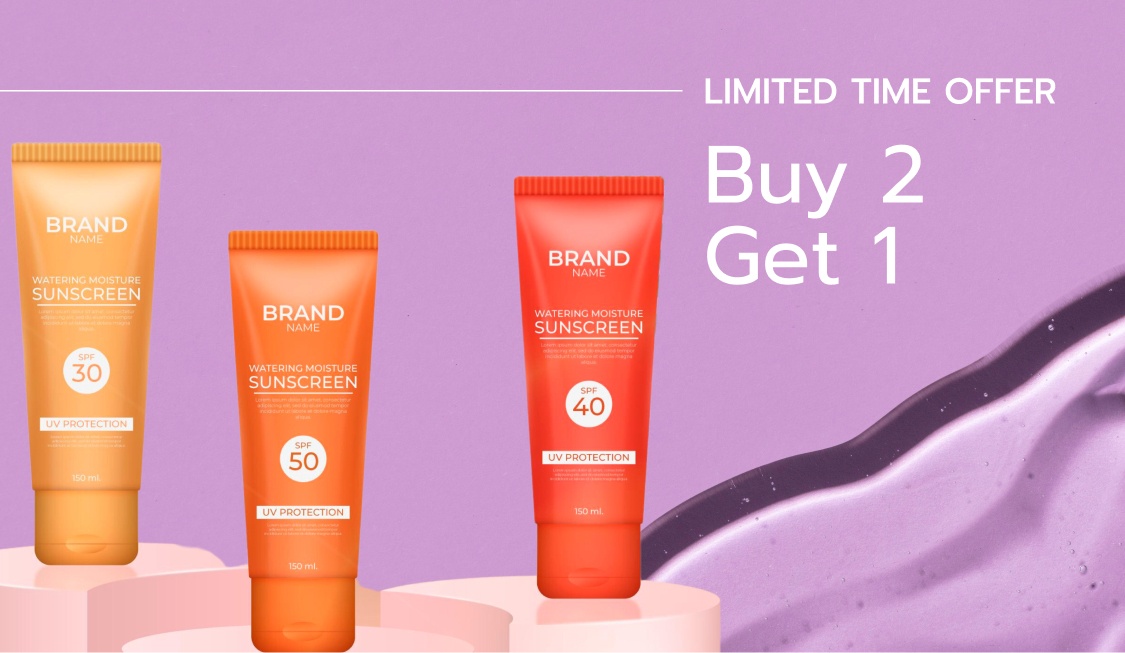 LIMITED TIME OFFER
Buy 2
Get 1
BRAND
NAME
WATERING MOISTURE
SUNSCREEN
SPF
30
UV PROTECTION
150 ml.
BRAND
NAME
WATERING MOISTURE
SUNSCREEN
SPF
50
UV PROTECTION
150 ml.
BRAND
NAME
WATERING MOISTURE
SUNSCREEN
SPF
40
UV PROTECTION
150 ml.